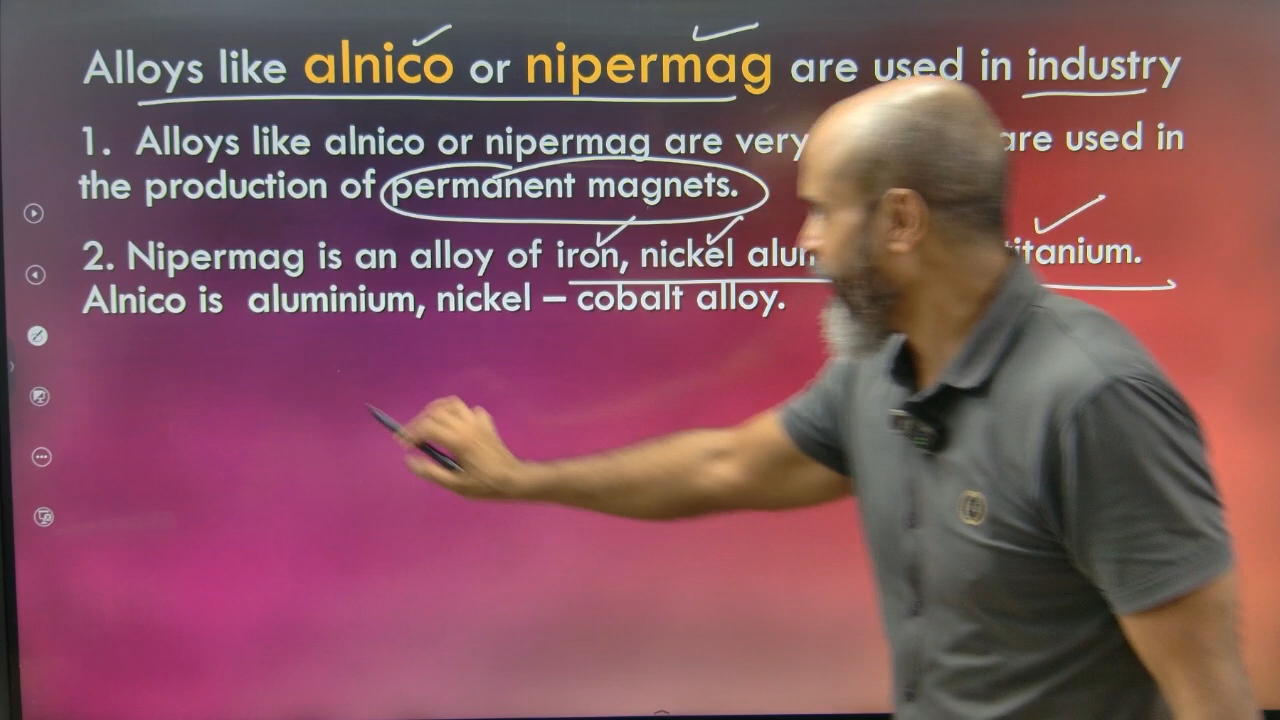 Alloys like alnico or nipermag are used in industry
1. Alloys like alnico or nipermag are very are used in
the production of permanent magnets.
2. Nipermag is an alloy of iron, nickel titanium.
Alnico is aluminium, nickel – cobalt alloy.